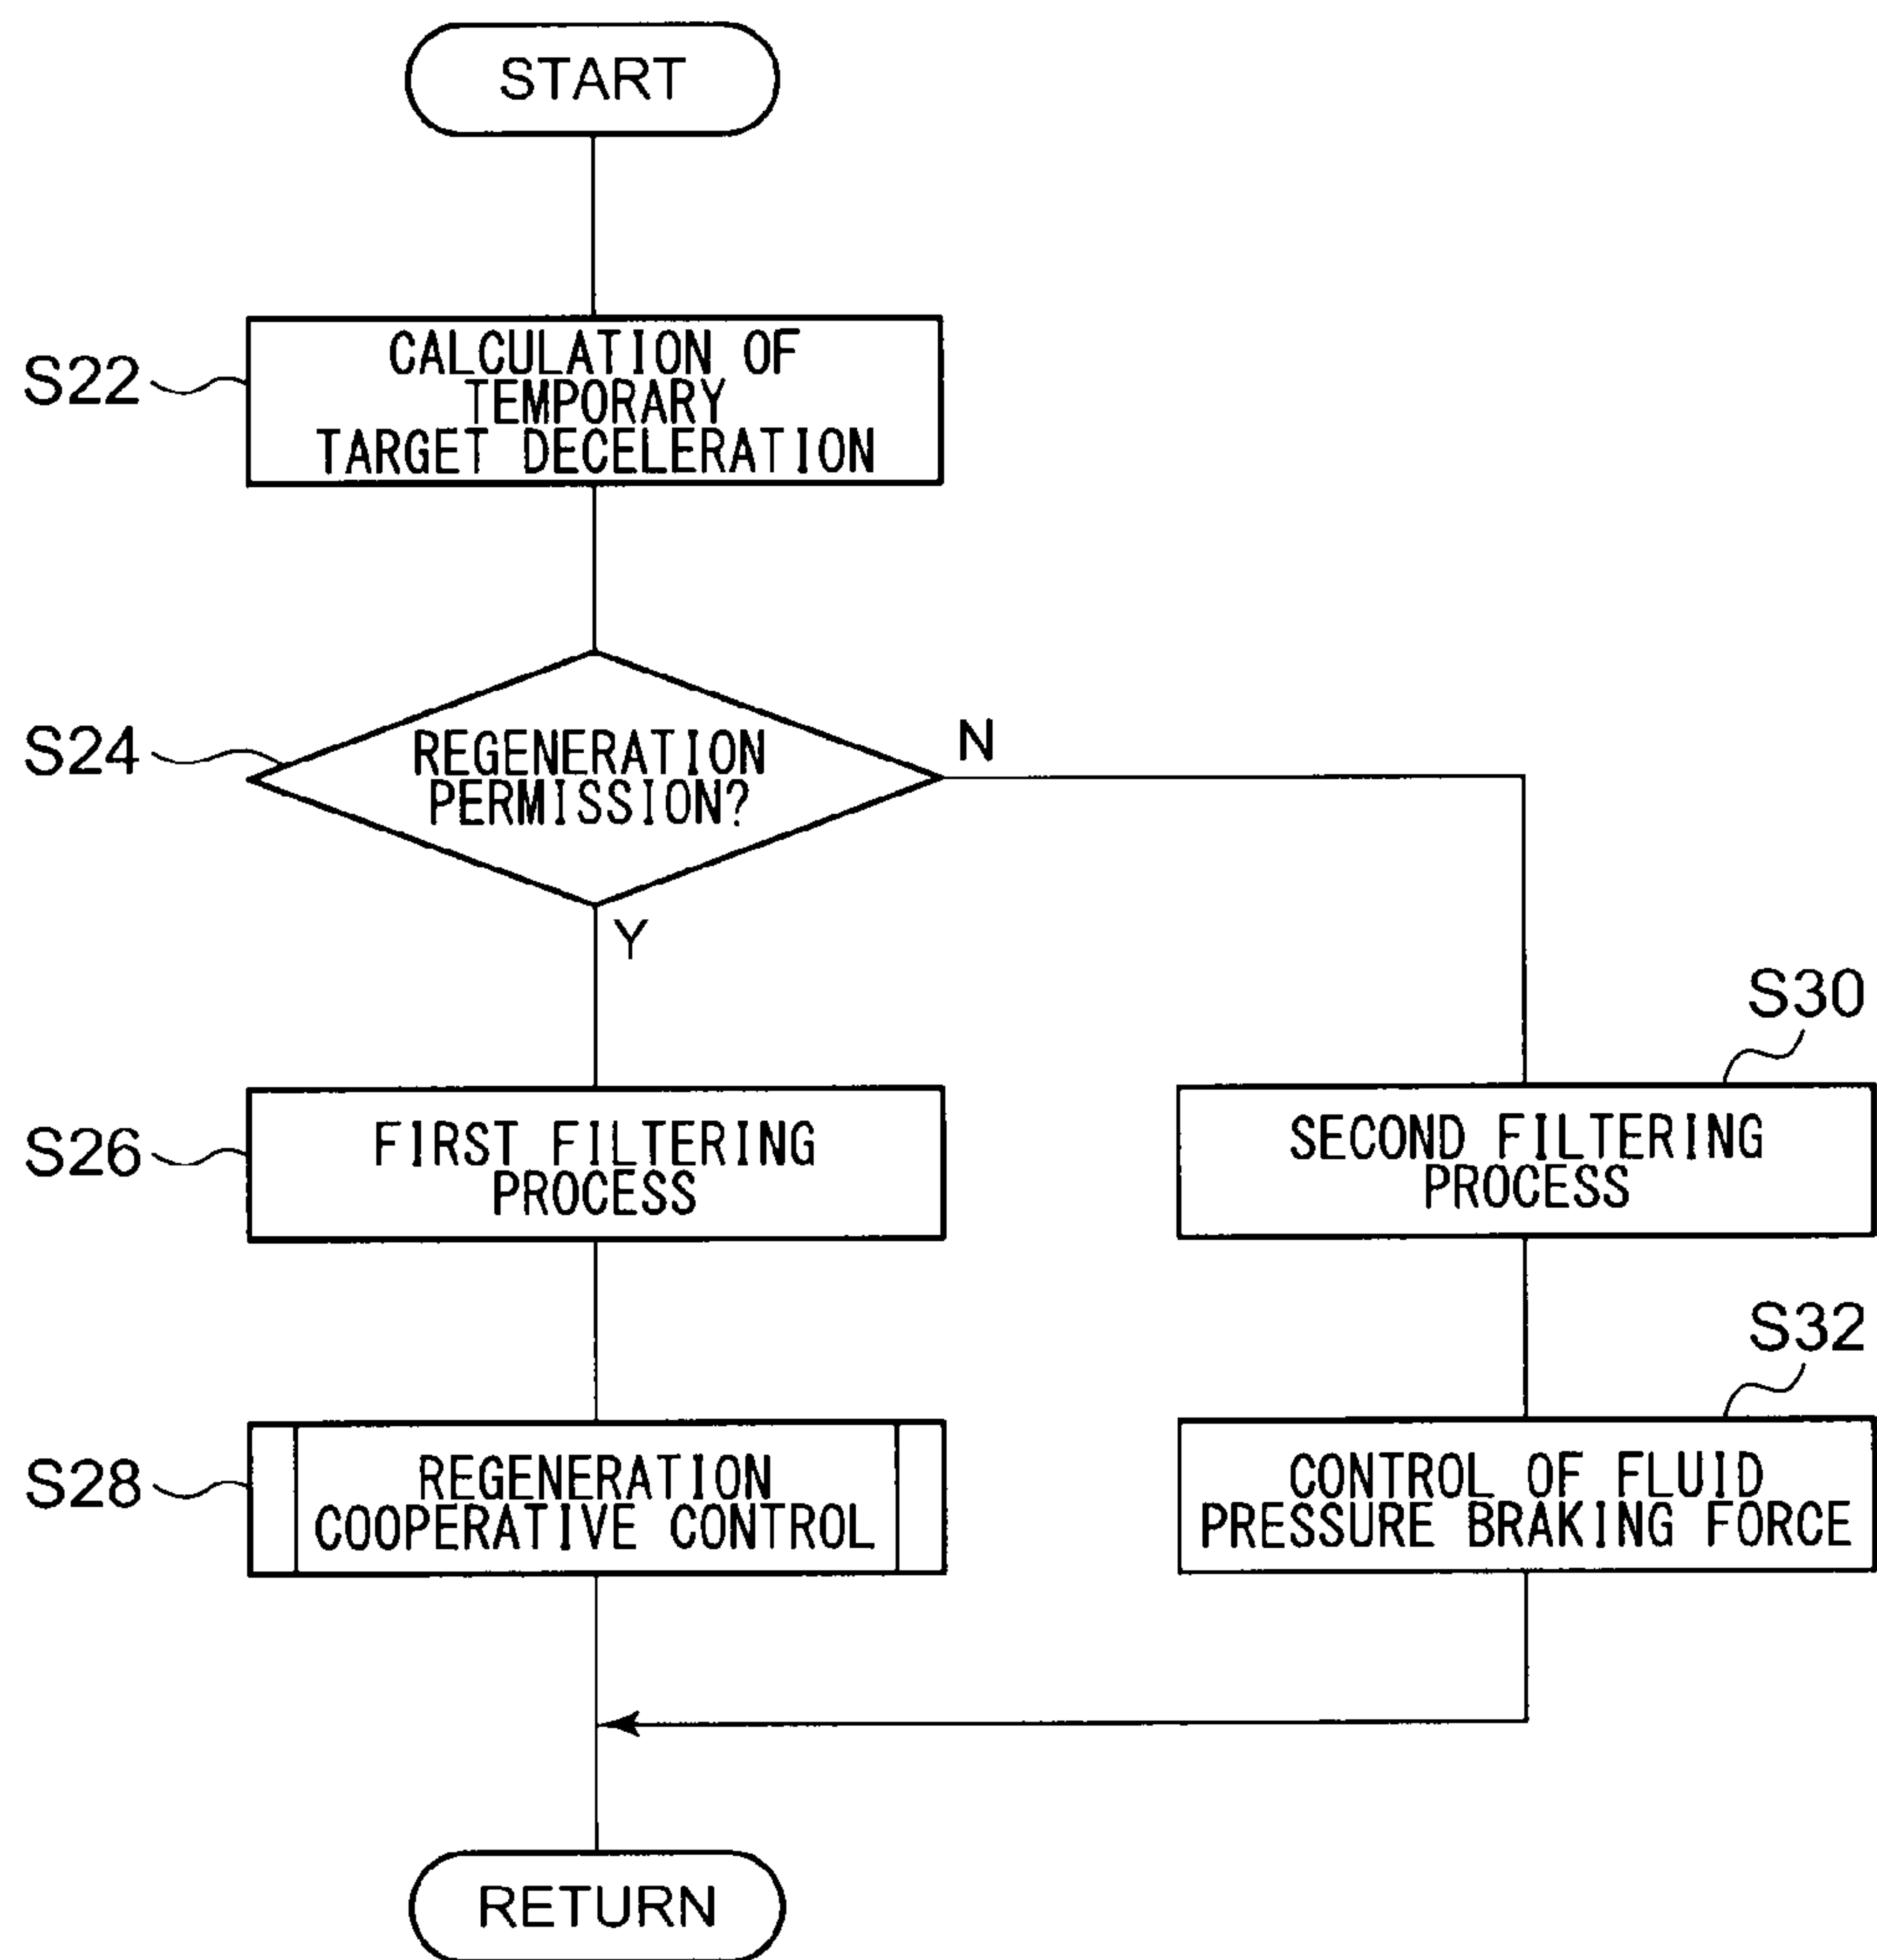 START
S22
CALCULATION OF
TEMPORARY
TARGET DECELERATION
S24
REGENERATION
PERMISSION?
N
Y
S26
FIRST FILTERING
PROCESS
S30
SECOND FILTERING
PROCESS
S28
REGENERATION
COOPERATIVE CONTROL
S32
CONTROL OF FLUID
PRESSURE BRAKING FORCE
RETURN